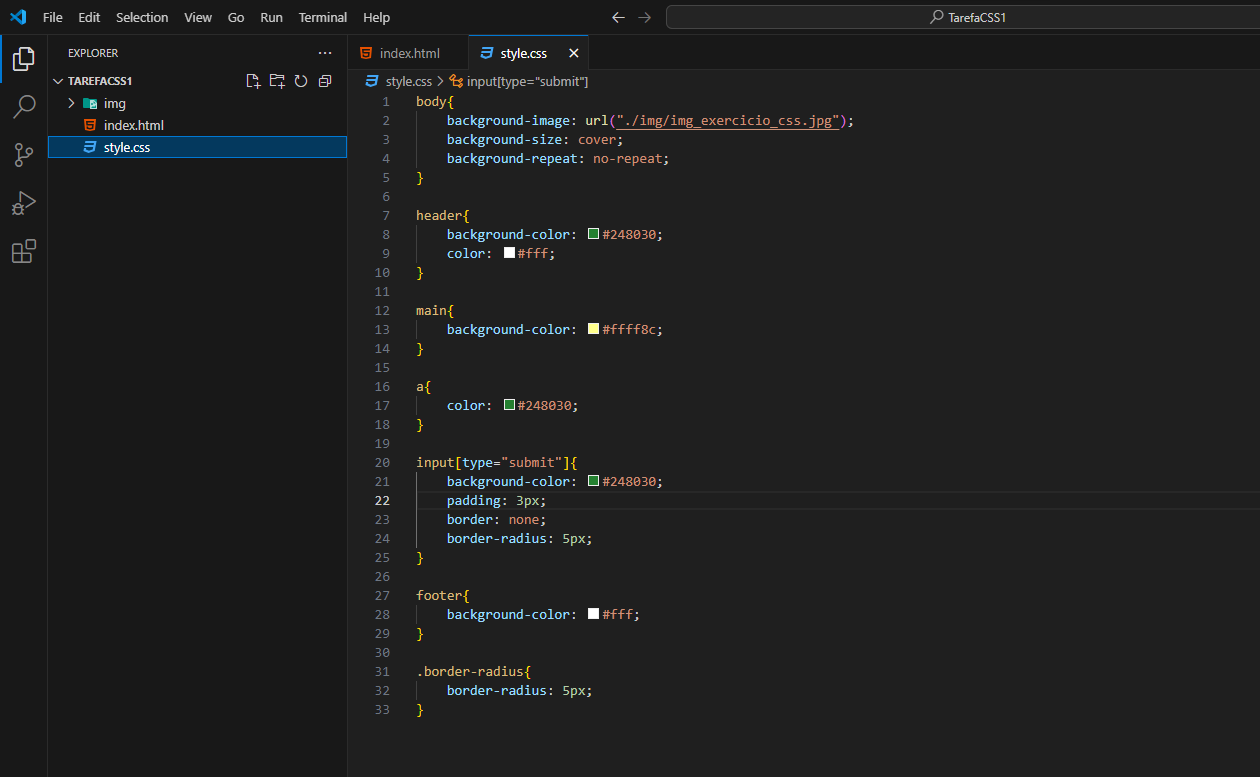 File Edit Selection View Go Run Terminal Help TarefaCSS1
EXPLORER ... index.html style.css
TAREFACSS1
img
index.html
style.css
style.css > input[type="submit"]
1 body{
2 background-image: url("./img/img_exercicio_css.jpg");
3 background-size: cover;
4 background-repeat: no-repeat;
5 }
6
7 header{
8 background-color: #248030;
9 color: #fff;
10 }
11
12 main{
13 background-color: #ffff8c;
14 }
15
16 a{
17 color: #248030;
18 }
19
20 input[type="submit"]{
21 background-color: #248030;
22 padding: 3px;
23 border: none;
24 border-radius: 5px;
25 }
26
27 footer{
28 background-color: #fff;
29 }
30
31 .border-radius{
32 border-radius: 5px;
33 }